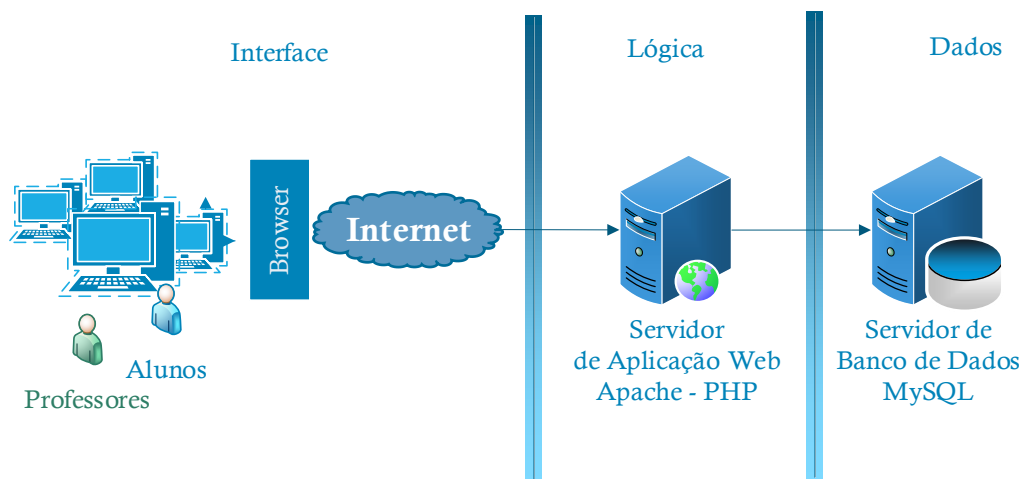 Interface
Lógica
Dados
Browser
Internet
Alunos
Professores
Servidor
de Aplicação Web
Apache - PHP
Servidor de
Banco de Dados
MySQL